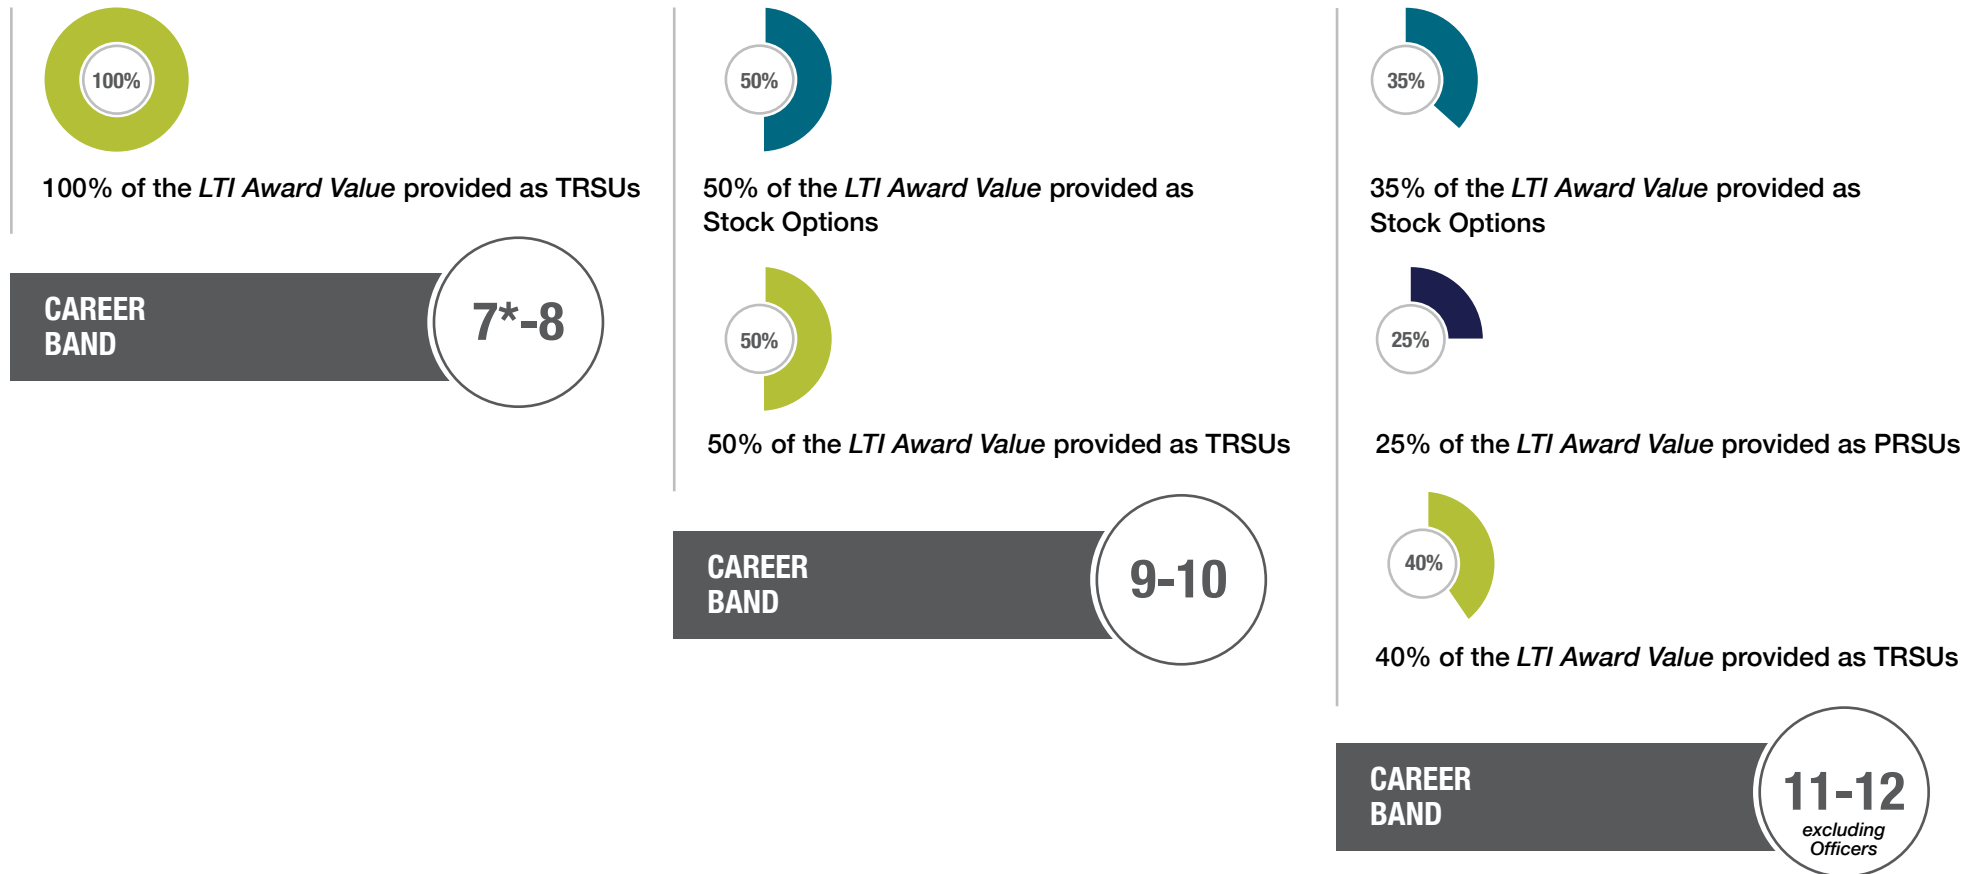 100%
100% of the LTI Award Value provided as TRSUs
CAREER
BAND
7*-8
50%
50% of the LTI Award Value provided as
Stock Options
50%
50% of the LTI Award Value provided as TRSUs
CAREER
BAND
9-10
35%
35% of the LTI Award Value provided as
Stock Options
25%
25% of the LTI Award Value provided as PRSUs
40%
40% of the LTI Award Value provided as TRSUs
CAREER
BAND
11-12
excluding
Officers